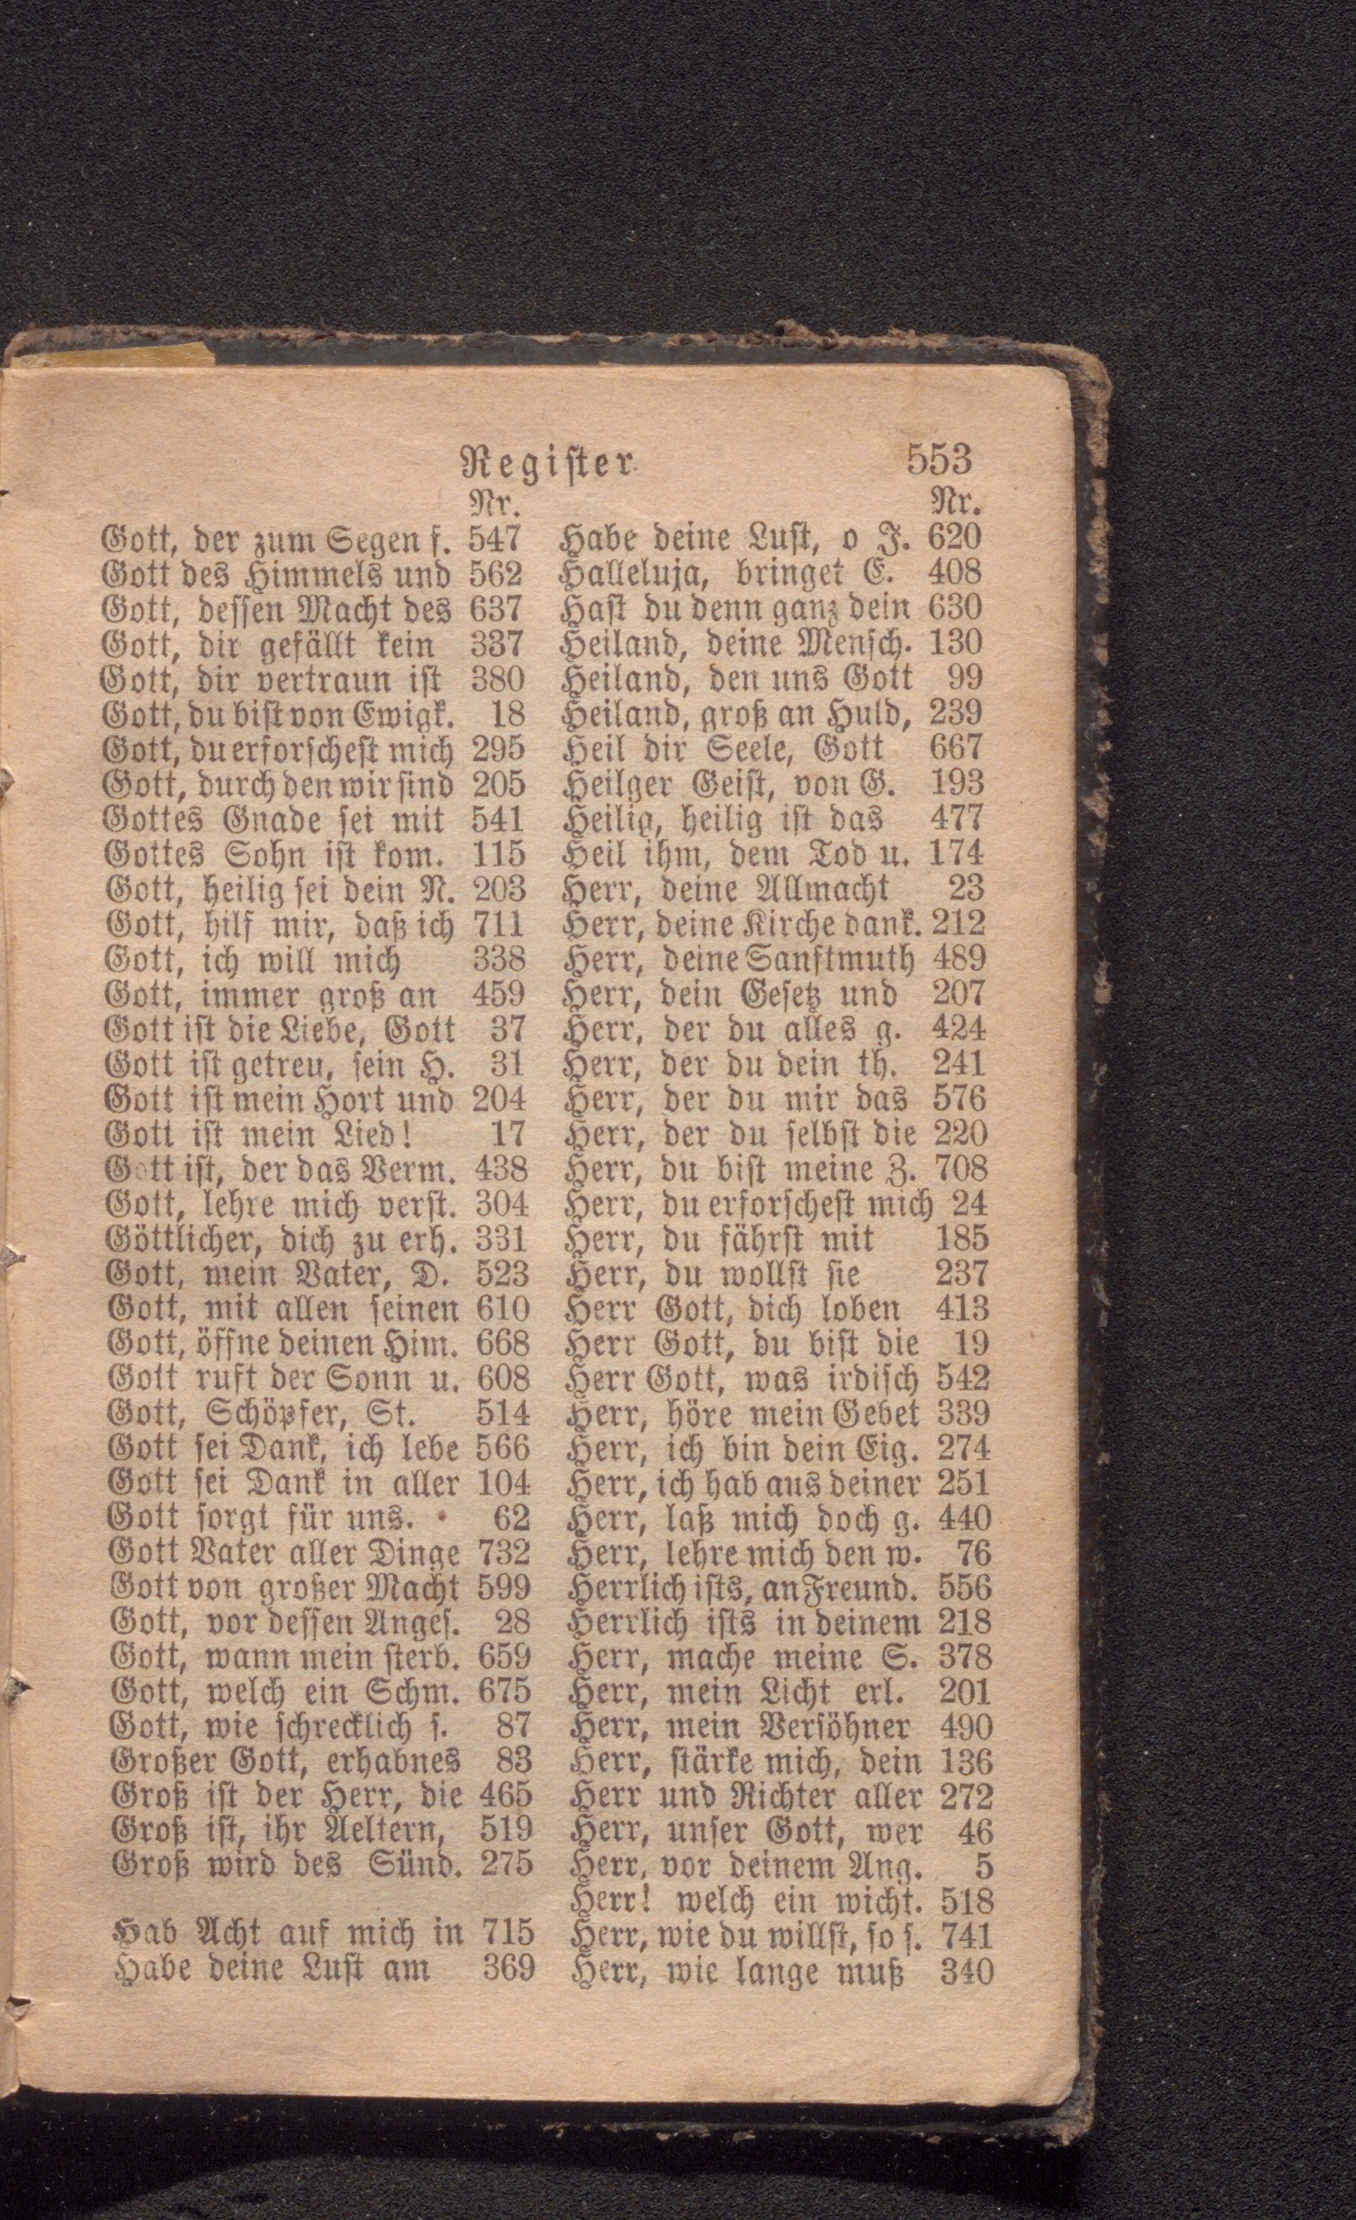 Register
553
Nr.
Gott, der zum Segen f. 547
Gott des Himmels und 562
Gott, dessen Macht des 637
Gott, dir gefällt kein 337
Gott, dir vertraun ist 380
Gott, du bist von Ewigk. 18
Gott, du erforschest mich 295
Gott, durch den wir sind 205
Gottes Gnade sei mit 541
Gottes Sohn ist kom. 115
Gott, heilig sei dein N. 203
Gott, hilf mir, daß ich 711
Gott, ich will mich 338
Gott, immer groß an 459
Gott ist die Liebe, Gott 37
Gott ist getreu, sein H. 31
Gott ist mein Hort und 204
Gott ist mein Lied! 17
Gott ist, der das Verm. 438
Gott, lehre mich verst. 304
Göttlicher, dich zu erh. 331
Gott, mein Vater, D. 523
Gott, mit allen seinen 610
Gott, öffne deinen Him. 668
Gott ruft der Sonn u. 608
Gott, Schöpfer, St. 514
Gott sei Dank, ich lebe 566
Gott sei Dank in aller 104
Gott sorgt für uns. 62
Gott Vater aller Dinge 732
Gott von großer Macht 599
Gott, vor dessen Anges. 28
Gott, wann mein sterb. 659
Gott, welch ein Schm. 675
Gott, wie schrecklich s. 87
Großer Gott, erhabnes 83
Groß ist der Herr, die 465
Groß ist, ihr Aeltern, 519
Groß wird des Sünd. 275
Hab Acht auf mich in 715
Habe deine Lust am 369
Nr.
Habe deine Lust, o J. 620
Halleluja, bringet E. 408
Hast du denn ganz dein 630
Heiland, deine Mensch. 130
Heiland, den uns Gott 99
Heiland, groß an Huld, 239
Heil dir Seele, Gott 667
Heilger Geist, von G. 193
Heilig, heilig ist das 477
Heil ihm, dem Tod u. 174
Herr, deine Allmacht 23
Herr, deine Kirche dank. 212
Herr, deine Sanftmuth 489
Herr, dein Gesetz und 207
Herr, der du alles g. 424
Herr, der du dein th. 241
Herr, der du mir das 576
Herr, der du selbst die 220
Herr, du bist meine Z. 708
Herr, du erforschest mich 24
Herr, du fährst mit 185
Herr, du wollst sie 237
Herr Gott, dich loben 413
Herr Gott, du bist die 19
Herr Gott, was irdisch 542
Herr, höre mein Gebet 339
Herr, ich bin dein Eig. 274
Herr, ich hab aus deiner 251
Herr, laß mich doch g. 440
Herr, lehre mich den w. 76
Herrlich ists, an Freund. 556
Herrlich ists in deinem 218
Herr, mache meine S. 378
Herr, mein Licht erl. 201
Herr, mein Versöhner 490
Herr, stärke mich, dein 136
Herr und Richter aller 272
Herr, unser Gott, wer 46
Herr, vor deinem Ang. 5
Herr! welch ein wicht. 518
Herr, wie du willst, so s. 741
Herr, wie lange muß 340